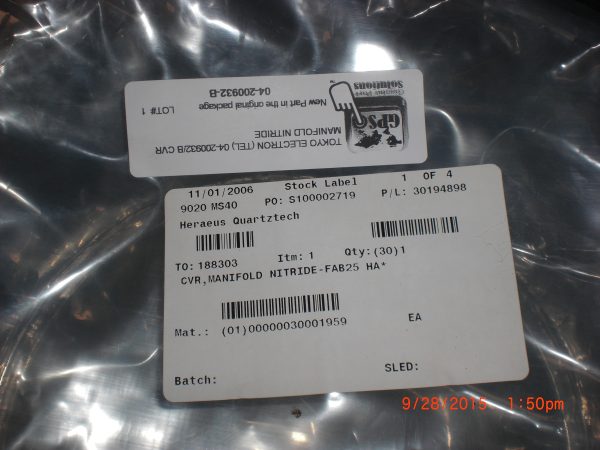 TOKYO ELECTRON (TEL) 04-200932/B CVR
MANIFOLD NITRIDE
GPS
Global Part
Solutions
LOT# 1
New Part in the original package
04-200932-B
11/01/2006 Stock Label 1 OF 4
9020 MS40 PO: S100002719 P/L: 30194898
Heraeus Quartztech
TO: 188303 Itm: 1 Qty: (30)1
CVR,MANIFOLD NITRIDE-FAB25 HA*
Mat.: (01)00000030001959 EA
Batch: SLED:
9/28/2015 1:50pm